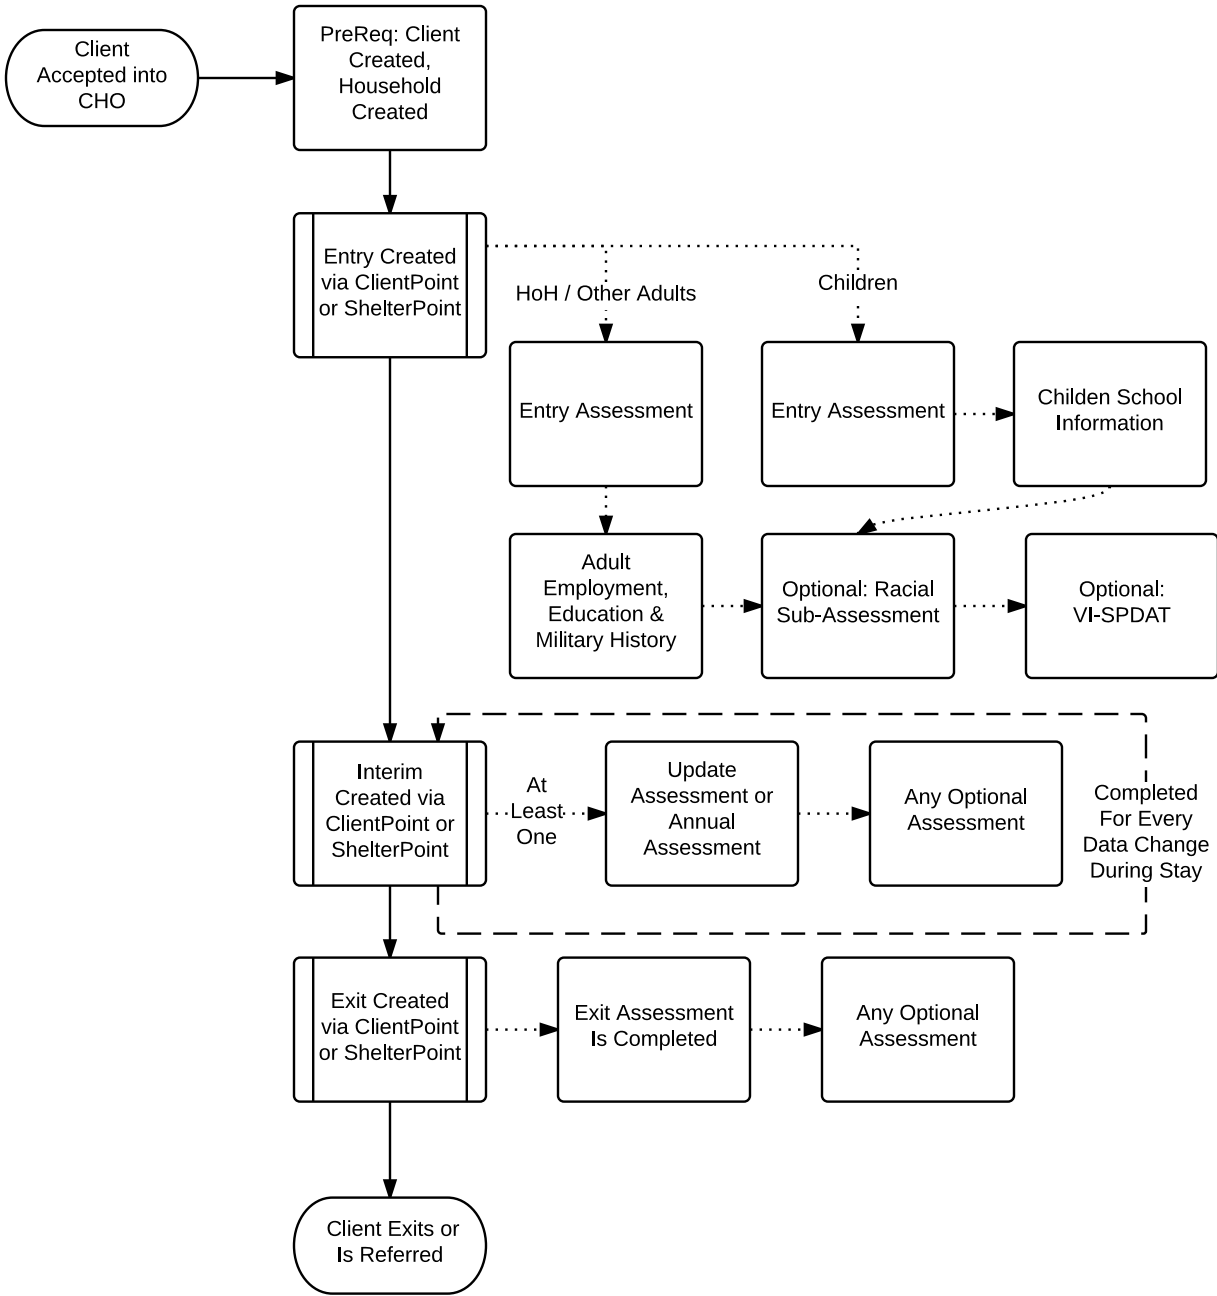 Client
Accepted into
CHO
PreReq: Client
Created,
Household
Created
Entry Created
via ClientPoint
or ShelterPoint
HoH / Other Adults
Children
Entry Assessment
Entry Assessment
Childen School
Information
Adult
Employment,
Education &
Military History
Optional: Racial
Sub-Assessment
Optional:
VI-SPDAT
Interim
Created via
ClientPoint or
ShelterPoint
At
Least
One
Update
Assessment or
Annual
Assessment
Any Optional
Assessment
Completed
For Every
Data Change
During Stay
Exit Created
via ClientPoint
or ShelterPoint
Exit Assessment
Is Completed
Any Optional
Assessment
Client Exits or
Is Referred